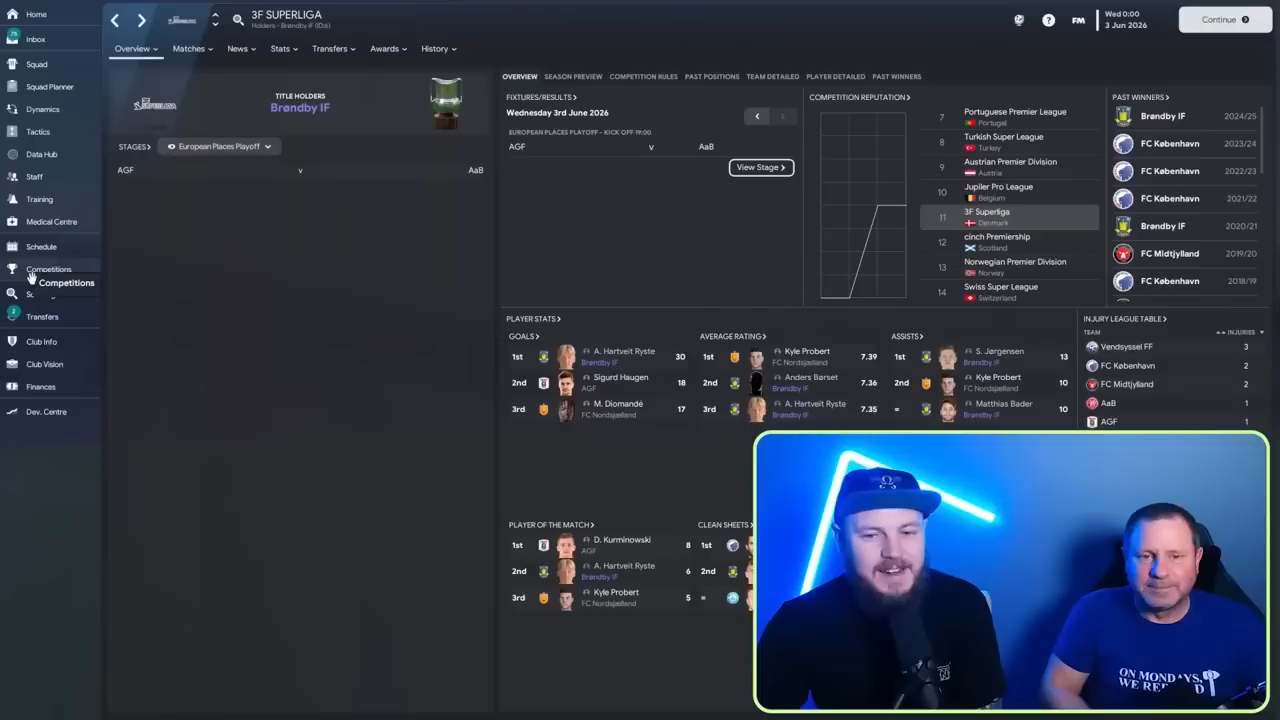 Home
3F SUPERLIGA
Holders - Brøndby IF (D.6)
FM
Wed 0:00
3 Jun 2026
Continue
75
Inbox
Overview
Matches
News
Stats
Transfers
Awards
History
Squad
Squad Planner
Dynamics
Tactics
Data Hub
Staff
Training
Medical Centre
Schedule
Competitions
Competitions
2
Transfers
Club Info
Club Vision
Finances
Dev. Centre
SUPERLIGA
TITLE HOLDERS
Brøndby IF
STAGES
European Places Playoff
AGF
v
AaB
OVERVIEW
SEASON PREVIEW
COMPETITION RULES
PAST POSITIONS
TEAM DETAILED
PLAYER DETAILED
PAST WINNERS
FIXTURES/RESULTS
Wednesday 3rd June 2026
EUROPEAN PLACES PLAYOFF - KICK OFF 19:00
AGF
v
AaB
View Stage
COMPETITION REPUTATION
7
Portuguese Premier League
Portugal
8
Turkish Super League
Turkey
9
Austrian Premier Division
Austria
10
Jupiler Pro League
Belgium
11
3F Superliga
Denmark
12
cinch Premiership
Scotland
13
Norwegian Premier Division
Norway
14
Swiss Super League
Switzerland
PAST WINNERS
Brøndby IF
2024/25
FC København
2023/24
FC København
2022/23
FC København
2021/22
Brøndby IF
2020/21
FC Midtjylland
2019/20
FC København
2018/19
PLAYER STATS
GOALS
1st
A. Hartveit Ryste
Brøndby IF
30
2nd
Sigurd Haugen
AGF
18
3rd
M. Diomandé
FC Nordsjælland
17
AVERAGE RATING
1st
Kyle Probert
FC Nordsjælland
7.39
2nd
Anders Børset
Brøndby IF
7.36
3rd
A. Hartveit Ryste
Brøndby IF
7.35
ASSISTS
1st
S. Jørgensen
Brøndby IF
13
2nd
Kyle Probert
FC Nordsjælland
10
=
Matthias Bader
Brøndby IF
10
INJURY LEAGUE TABLE
TEAM
INJURIES
Vendsyssel FF
3
FC København
2
FC Midtjylland
2
AaB
1
AGF
1
PLAYER OF THE MATCH
1st
D. Kurminowski
AGF
8
2nd
A. Hartveit Ryste
Brøndby IF
6
3rd
Kyle Probert
FC Nordsjælland
5
CLEAN SHEETS
1st
2nd
=
ON MONDAYS,